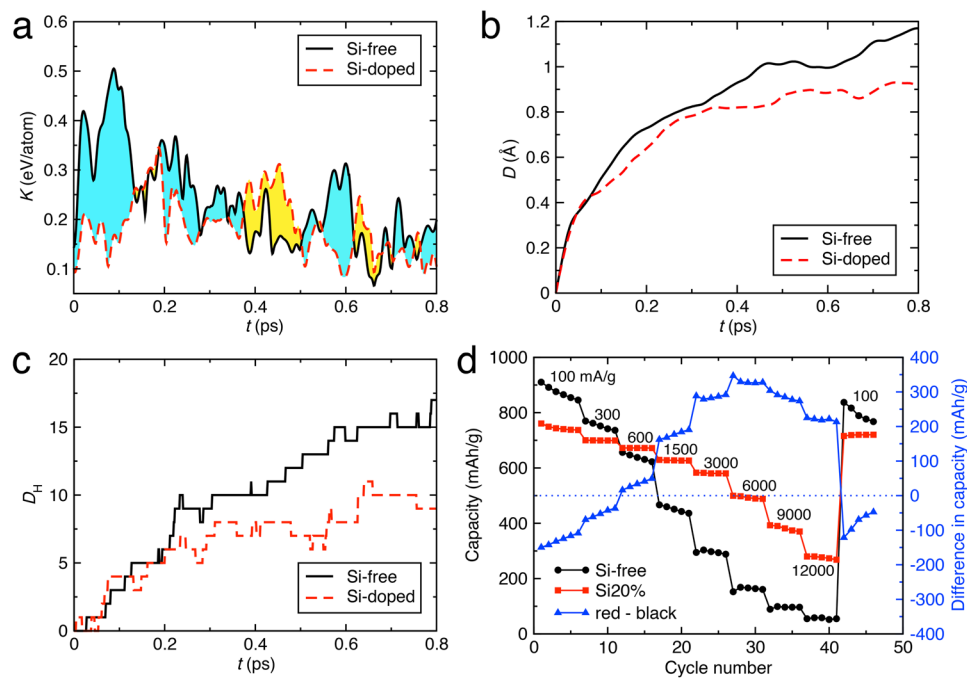 a
0.6
0.5
0.4
0.3
0.2
0.1
K (eV/atom)
Si-free
Si-doped
0
0.2
0.4
0.6
0.8
t (ps)
b
1.2
1
0.8
0.6
0.4
0.2
0
D (Å)
Si-free
Si-doped
0
0.2
0.4
0.6
0.8
t (ps)
c
20
15
10
5
0
DH
Si-free
Si-doped
0
0.2
0.4
0.6
0.8
t (ps)
d
1000
800
600
400
200
0
Capacity (mAh/g)
100 mA/g
300
600
1500
3000
6000
9000
12000
100
Si-free
Si20%
red - black
0
10
20
30
40
50
Cycle number
400
300
200
100
0
-100
-200
-300
-400
Difference in capacity (mAh/g)